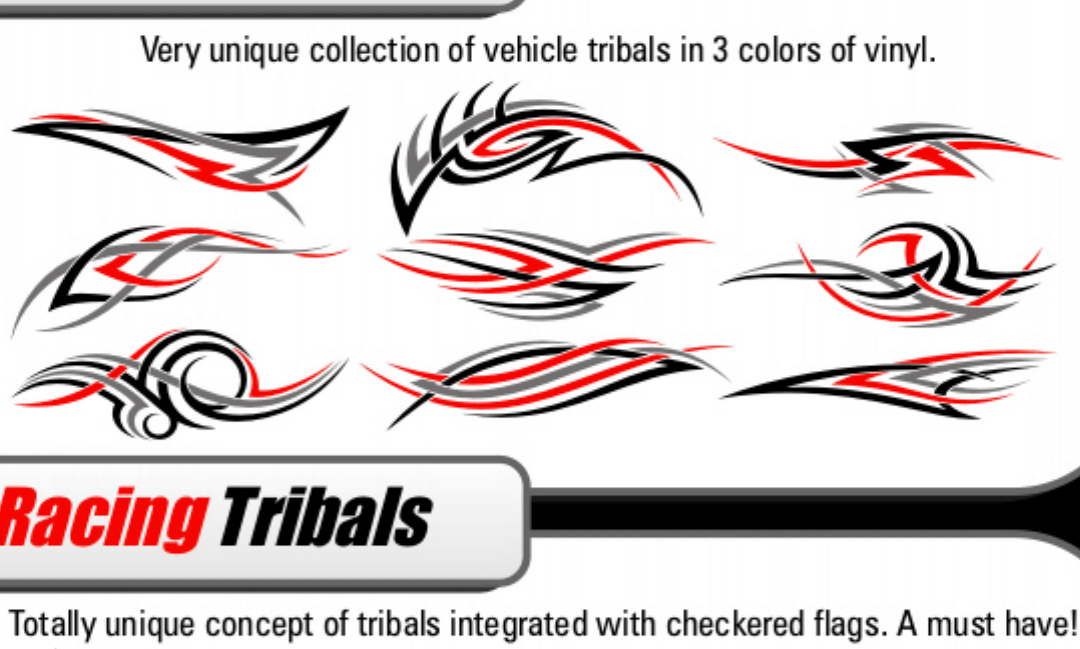 Very unique collection of vehicle tribals in 3 colors of vinyl.
Racing Tribals
Totally unique concept of tribals integrated with checkered flags. A must have!